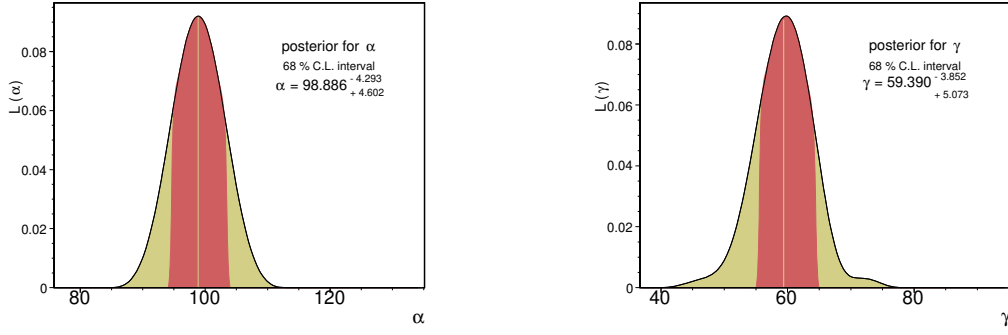 posterior for α
68 % C.L. interval
α = 98.886 - 4.293
+ 4.602
L (α)
0.08
0.06
0.04
0.02
0
80
100
120
α
posterior for γ
68 % C.L. interval
γ = 59.390 - 3.852
+ 5.073
L (γ)
0.08
0.06
0.04
0.02
0
40
60
80
γ